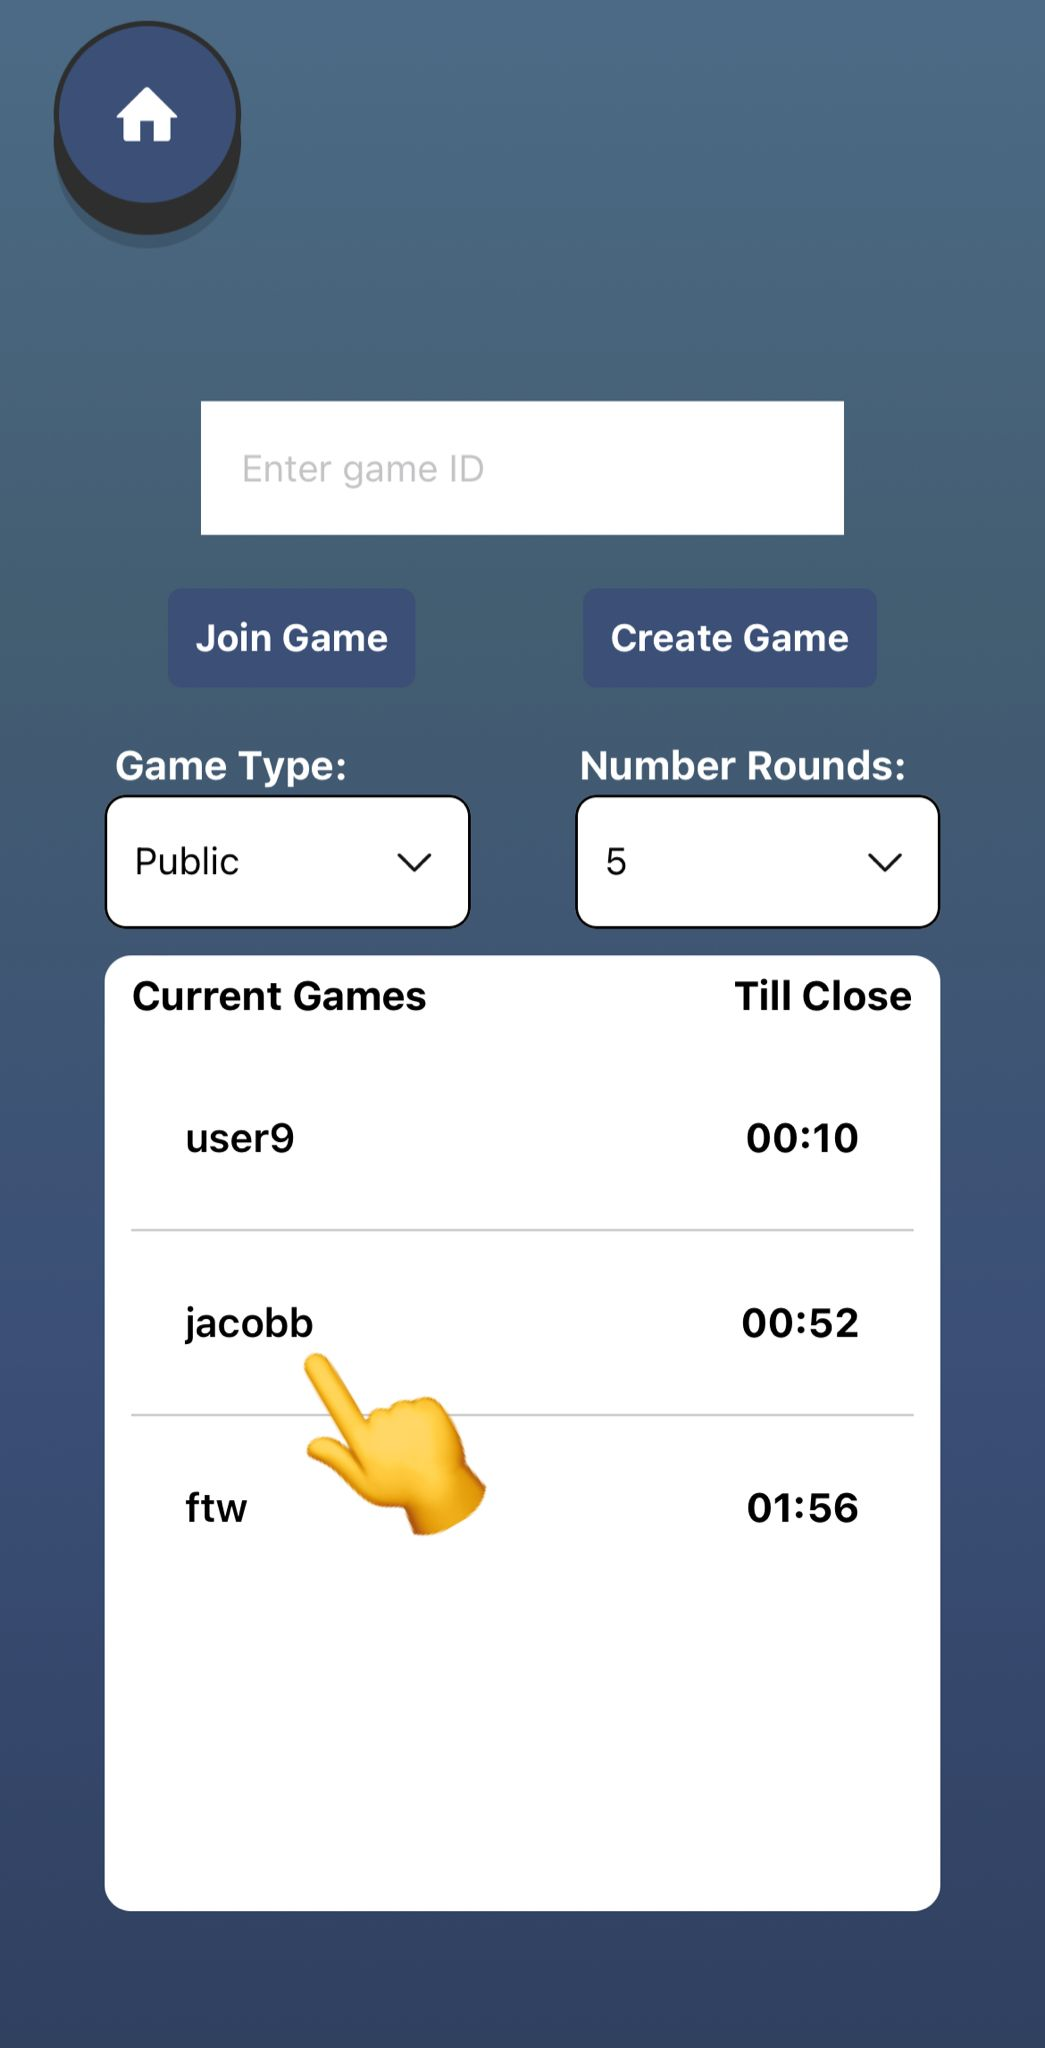 Enter game ID
Join Game Create Game
Game Type: Number Rounds:
Public 5
Current Games Till Close
user9 00:10
jacobb 00:52
ftw 01:56